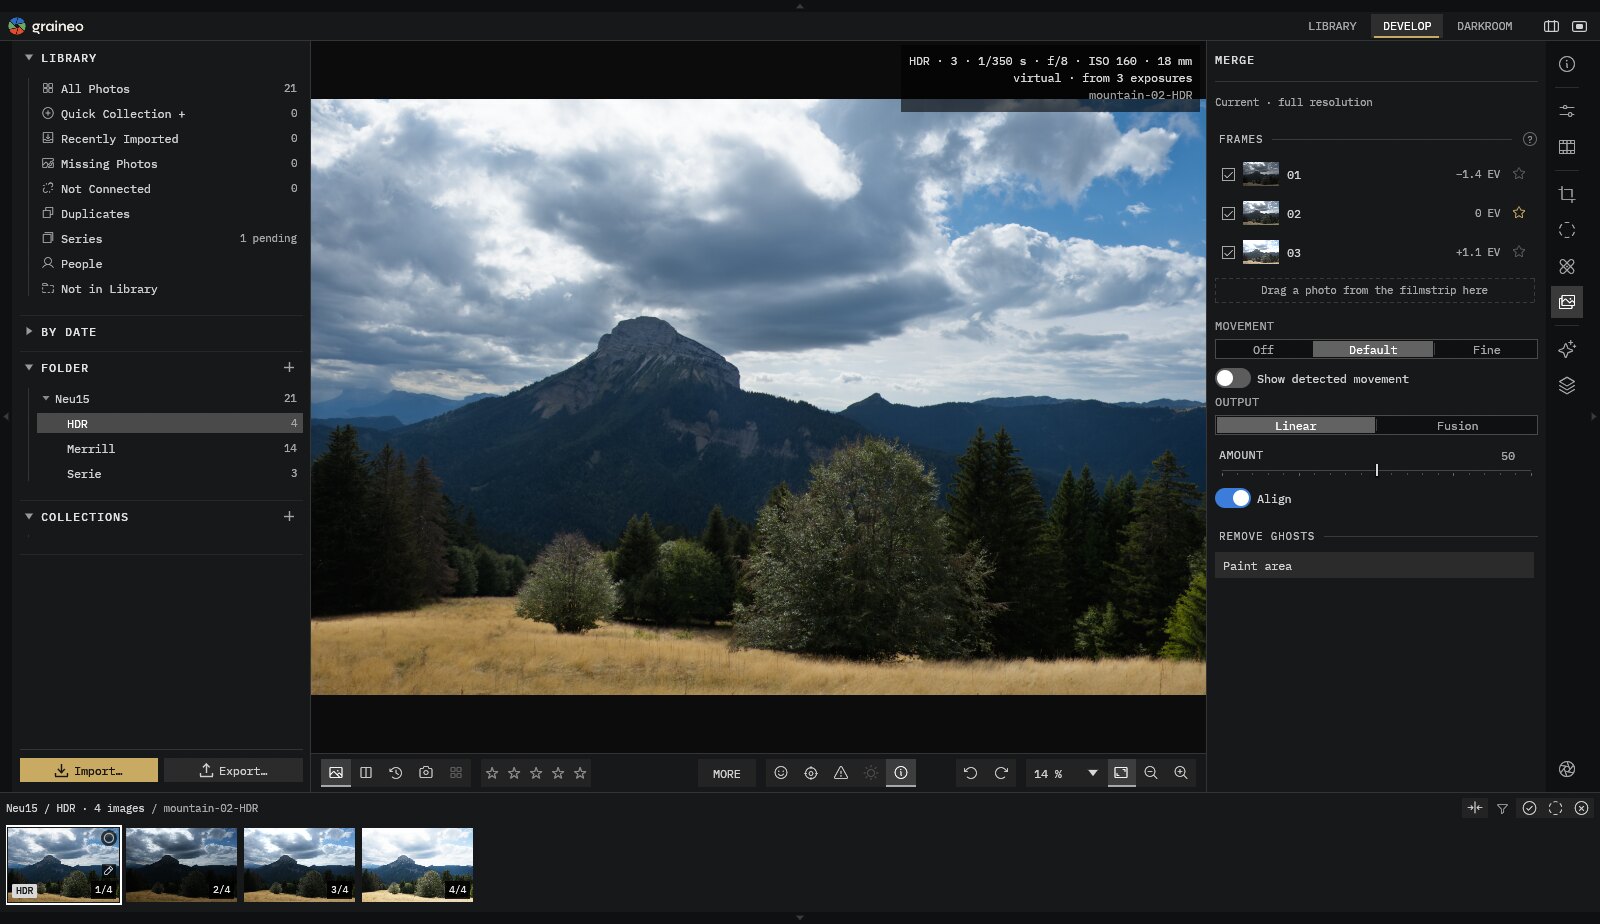 graineo
LIBRARY
DEVELOP
DARKROOM
LIBRARY
All Photos 21
Quick Collection + 0
Recently Imported 0
Missing Photos 0
Not Connected 0
Duplicates
Series 1 pending
People
Not in Library
BY DATE
FOLDER +
Neu15 21
HDR 4
Merrill 14
Serie 3
COLLECTIONS +
Import…
Export…
HDR · 3 · 1/350 s · f/8 · ISO 160 · 18 mm
virtual · from 3 exposures
mountain-02-HDR
MORE
14 %
MERGE
Current · full resolution
FRAMES ?
01 −1.4 EV
02 0 EV
03 +1.1 EV
Drag a photo from the filmstrip here
MOVEMENT
Off Default Fine
Show detected movement
OUTPUT
Linear Fusion
AMOUNT 50
Align
REMOVE GHOSTS
Paint area
Neu15 / HDR · 4 images / mountain-02-HDR
HDR 1/4
2/4
3/4
4/4